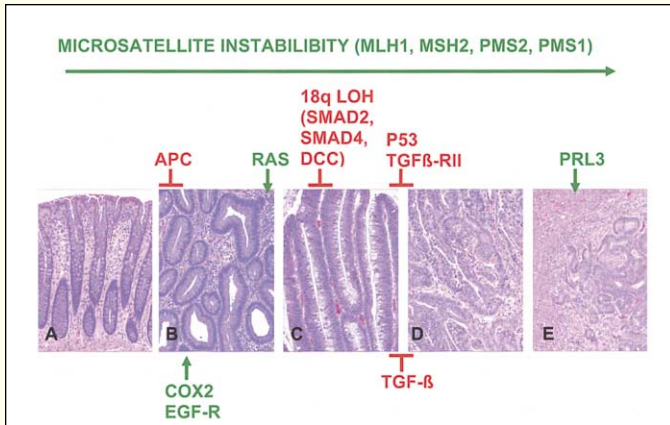 MICROSATELLITE INSTABILIBITY (MLH1, MSH2, PMS2, PMS1)
18q LOH
(SMAD2,
SMAD4,
DCC)
P53
TGFß-RII
APC
RAS
PRL3
A
B
C
D
E
COX2
EGF-R
TGF-ß